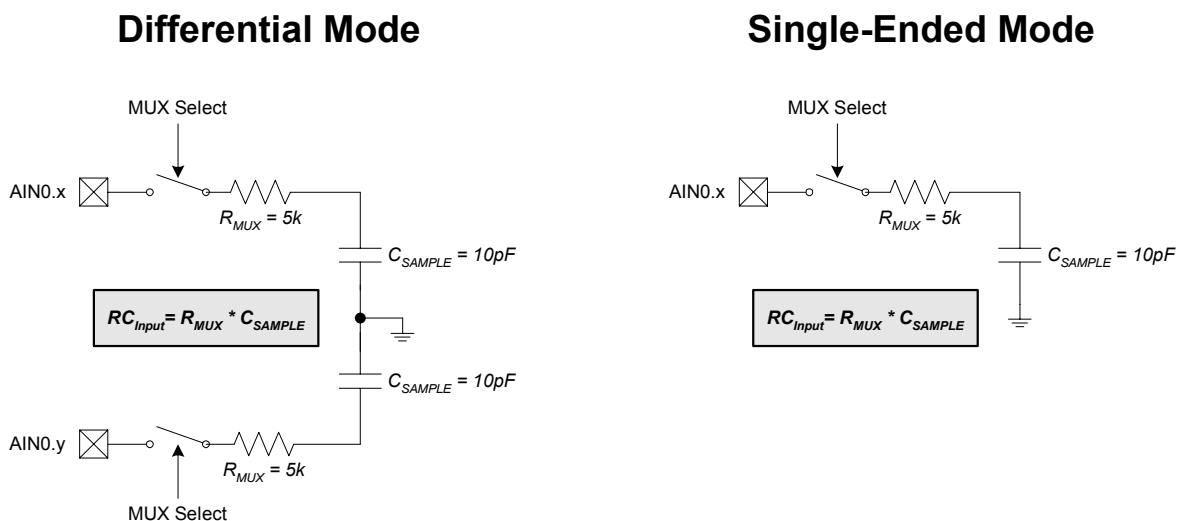 Differential Mode
MUX Select
AIN0.x
R_MUX = 5k
C_SAMPLE = 10pF
RC_Input= R_MUX * C_SAMPLE
C_SAMPLE = 10pF
AIN0.y
R_MUX = 5k
MUX Select
Single-Ended Mode
MUX Select
AIN0.x
R_MUX = 5k
C_SAMPLE = 10pF
RC_Input= R_MUX * C_SAMPLE